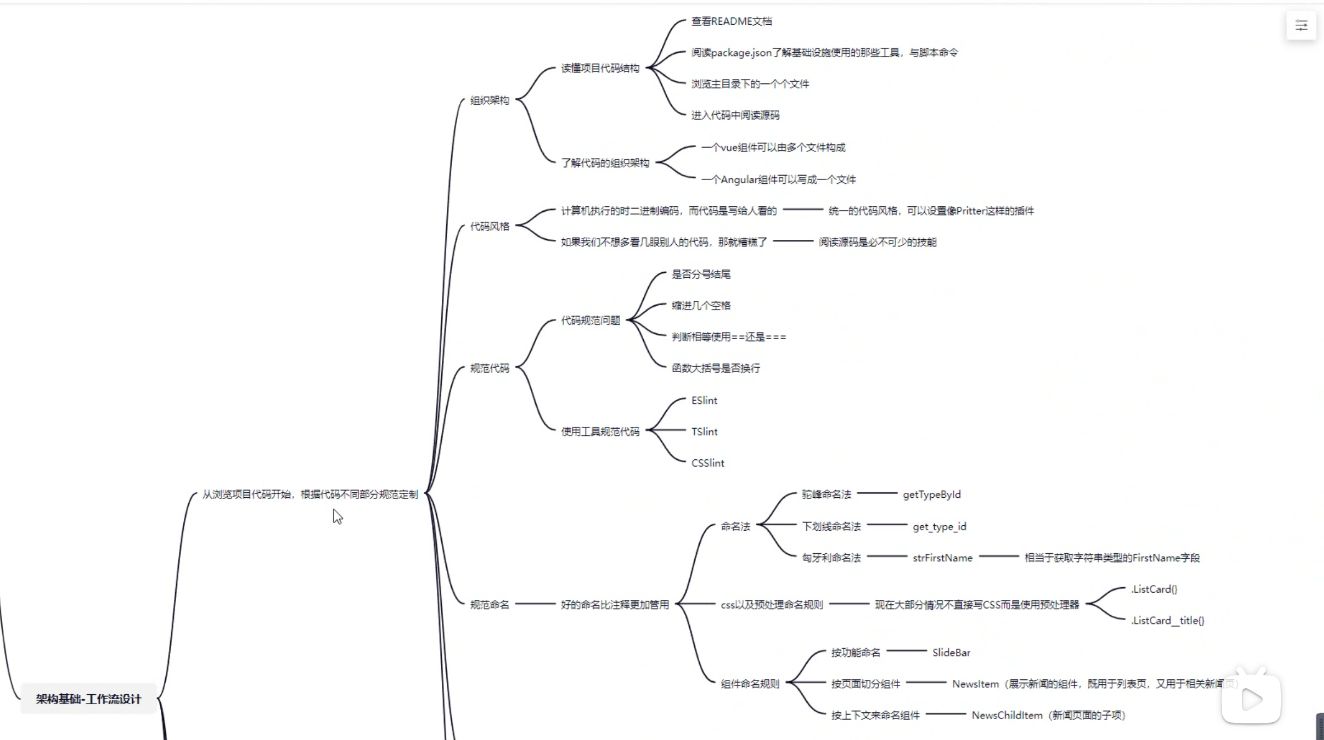 查看README文档
阅读package.json了解基础设施使用的那些工具，与脚本命令
读懂项目代码结构
浏览主目录下的一个个文件
组织架构
进入代码中阅读源码
一个vue组件可以由多个文件构成
了解代码的组织架构
一个Angular组件可以写成一个文件
计算机执行的时二进制编码，而代码是写给人看的
统一的代码风格，可以设置像Pritter这样的插件
代码风格
如果我们不想多看几眼别人的代码，那就糟糕了
阅读源码是必不可少的技能
是否分号结尾
缩进几个空格
代码规范问题
判断相等使用==还是===
规范代码
函数大括号是否换行
ESlint
使用工具规范代码
TSlint
CSSlint
从浏览项目代码开始，根据代码不同部分规范定制
驼峰命名法
getTypeById
命名法
下划线命名法
get_type_id
匈牙利命名法
strFirstName
相当于获取字符串类型的FirstName字段
规范命名
好的命名比注释更加管用
css以及预处理命名规则
现在大部分情况不直接写CSS而是使用预处理器
.ListCard{}
.ListCard__title{}
按功能命名
SlideBar
组件命名规则
按页面切分组件
NewsItem（展示新闻的组件，既用于列表页，又用于相关新闻页）
按上下文来命名组件
NewsChildItem（新闻页面的子项）
架构基础-工作流设计